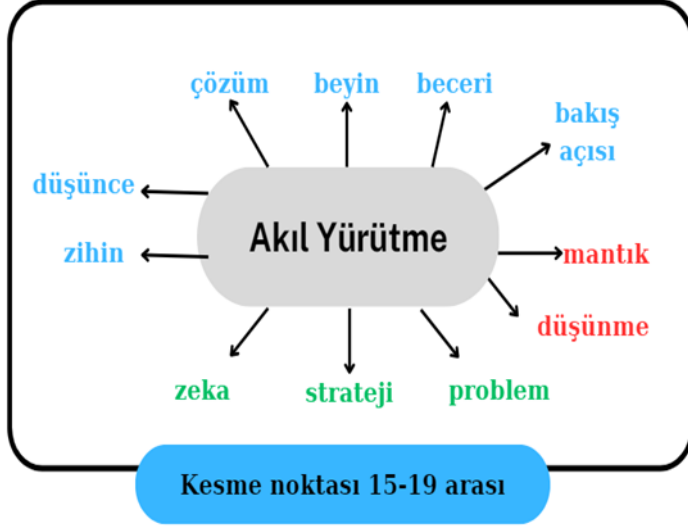 çözüm beyin beceri
bakış
açısı
düşünce
Akıl Yürütme
zihin
mantık
düşünme
zeka strateji problem
Kesme noktası 15-19 arası